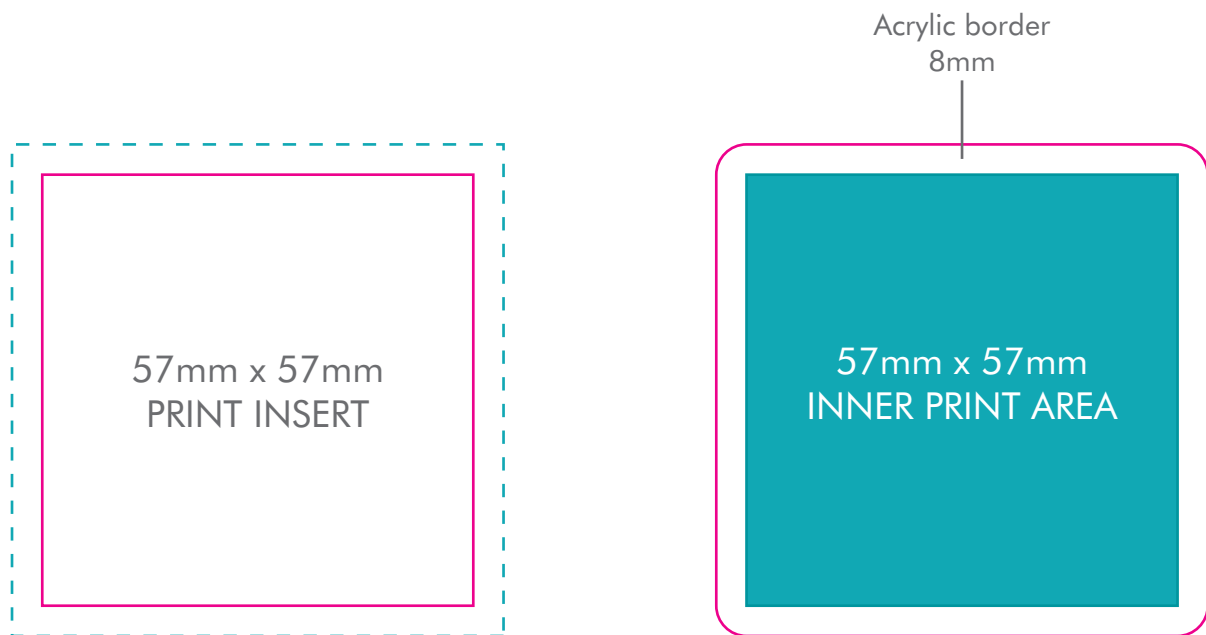 Acrylic border
8mm
57mm x 57mm
PRINT INSERT
57mm x 57mm
INNER PRINT AREA